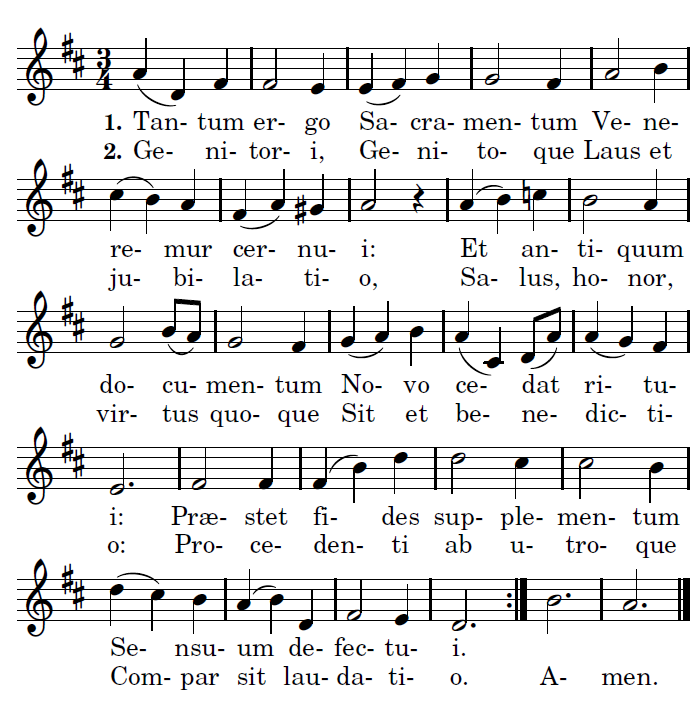 3
4
1. Tan- tum er- go Sa- cra- men- tum Ve- ne-
2. Ge- ni- tor- i, Ge- ni- to- que Laus et
re- mur cer- nu- i: Et an- ti- quum
ju- bi- la- ti- o, Sa- lus, ho- nor,
do- cu- men- tum No- vo ce- dat ri- tu-
vir- tus quo- que Sit et be- ne- dic- ti-
i: Præ- stet fi- des sup- ple- men- tum
o: Pro- ce- den- ti ab u- tro- que
Se- nsu- um de- fec- tu- i.
Com- par sit lau- da- ti- o. A- men.